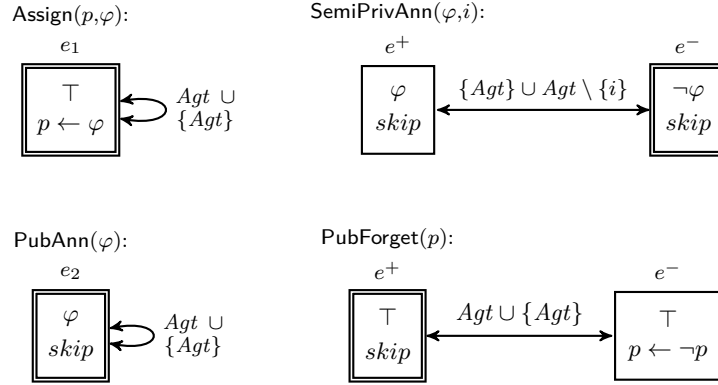 Assign(p,φ):
SemiPrivAnn(φ,i):
e₁
e⁺
e⁻
⊤
p ← φ
Agt ∪
{Agt}
φ
skip
{Agt} ∪ Agt \ {i}
¬φ
skip
PubAnn(φ):
PubForget(p):
e₂
e⁺
e⁻
φ
skip
Agt ∪
{Agt}
⊤
skip
Agt ∪ {Agt}
⊤
p ← ¬p